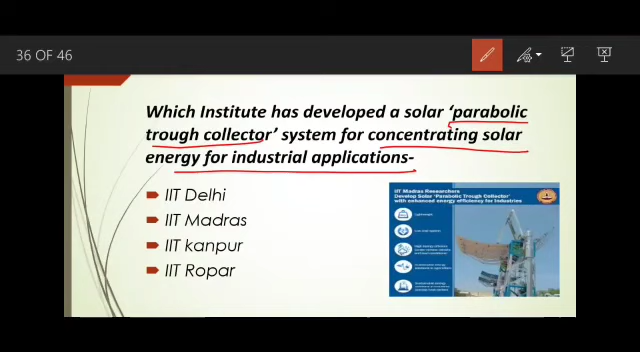 36 OF 46
Which Institute has developed a solar ‘parabolic
trough collector’ system for concentrating solar
energy for industrial applications-
IIT Delhi
IIT Madras
IIT kanpur
IIT Ropar
IIT Madras Researchers
Develop Solar 'Parabolic Trough Collector'
with enhanced energy efficiency for Industries